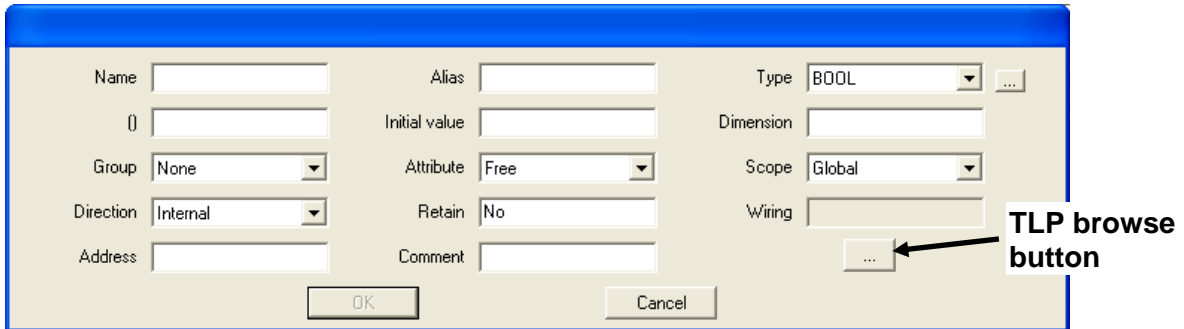 Name Alias Type BOOL ...
() Initial value Dimension
Group None Attribute Free Scope Global
Direction Internal Retain No Wiring
Address Comment ...
TLP browse
button
OK Cancel